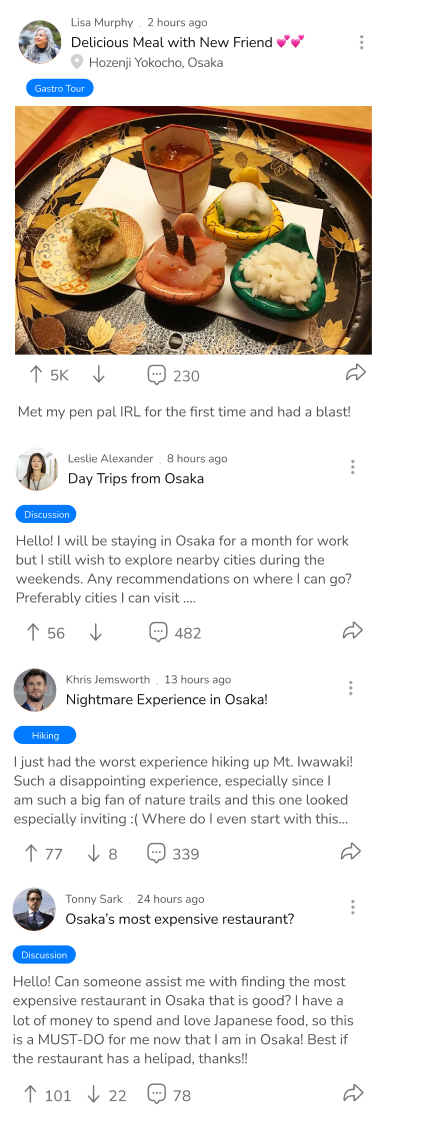 Lisa Murphy . 2 hours ago
Delicious Meal with New Friend 💕💕
Hozenji Yokocho, Osaka
Gastro Tour
5K 230
Met my pen pal IRL for the first time and had a blast!
Leslie Alexander . 8 hours ago
Day Trips from Osaka
Discussion
Hello! I will be staying in Osaka for a month for work
but I still wish to explore nearby cities during the
weekends. Any recommendations on where I can go?
Preferably cities I can visit ....
56 482
Khris Jemsworth . 13 hours ago
Nightmare Experience in Osaka!
Hiking
I just had the worst experience hiking up Mt. Iwawaki!
Such a disappointing experience, especially since I
am such a big fan of nature trails and this one looked
especially inviting :( Where do I even start with this...
77 8 339
Tonny Sark . 24 hours ago
Osaka's most expensive restaurant?
Discussion
Hello! Can someone assist me with finding the most
expensive restaurant in Osaka that is good? I have a
lot of money to spend and love Japanese food, so this
is a MUST-DO for me now that I am in Osaka! Best if
the restaurant has a helipad, thanks!!
101 22 78